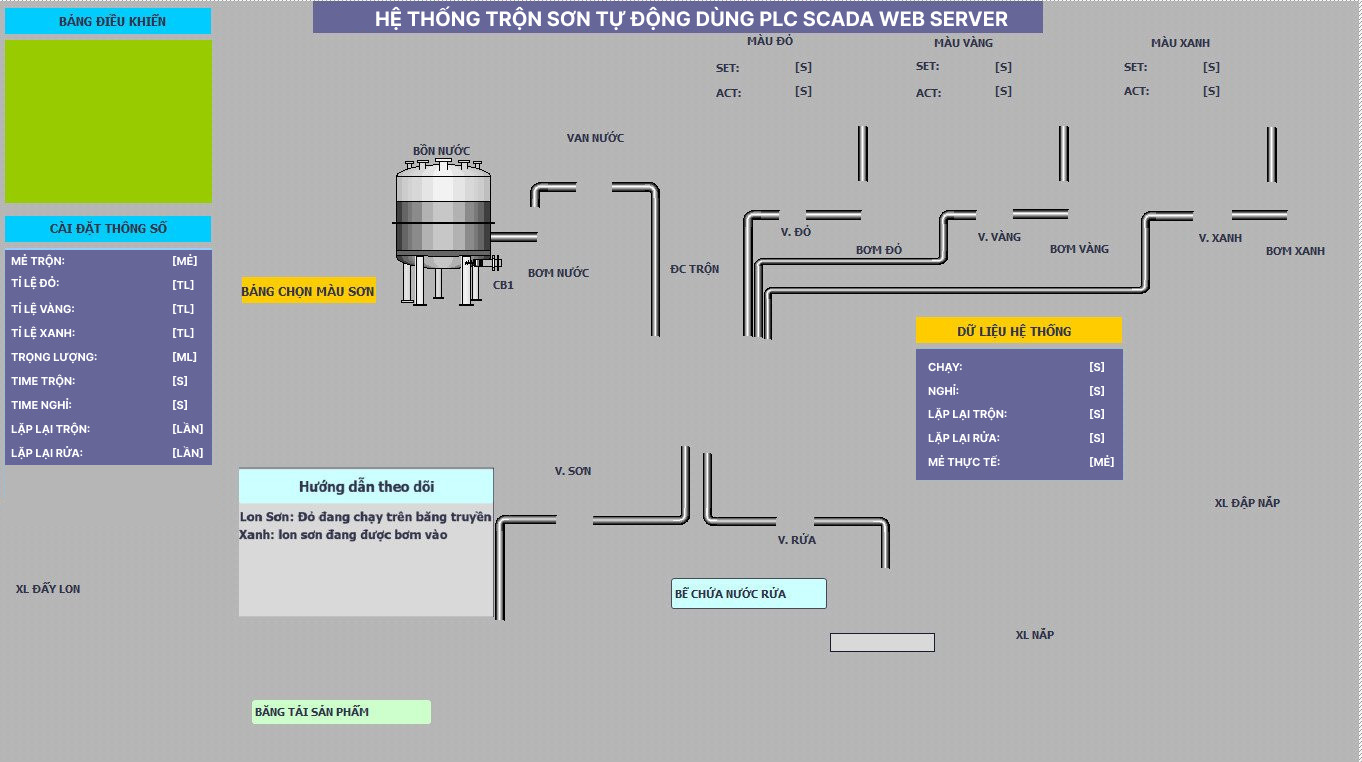 BẢNG ĐIỀU KHIỂN
HỆ THỐNG TRỘN SƠN TỰ ĐỘNG DÙNG PLC SCADA WEB SERVER
MÀU ĐỎ
SET: [S]
ACT: [S]
MÀU VÀNG
SET: [S]
ACT: [S]
MÀU XANH
SET: [S]
ACT: [S]
VAN NƯỚC
BỒN NƯỚC
CÀI ĐẶT THÔNG SỐ
MẺ TRỘN: [MẺ]
TỈ LỆ ĐỎ: [TL]
TỈ LỆ VÀNG: [TL]
TỈ LỆ XANH: [TL]
TRỌNG LƯỢNG: [ML]
TIME TRỘN: [S]
TIME NGHỈ: [S]
LẶP LẠI TRỘN: [LẦN]
LẶP LẠI RỬA: [LẦN]
BẢNG CHỌN MÀU SƠN
BƠM NƯỚC
CB1
ĐC TRỘN
V. ĐỎ
BƠM ĐỎ
V. VÀNG
BƠM VÀNG
V. XANH
BƠM XANH
DỮ LIỆU HỆ THỐNG
CHẠY: [S]
NGHỈ: [S]
LẶP LẠI TRỘN: [S]
LẶP LẠI RỬA: [S]
MẺ THỰC TẾ: [MẺ]
Hướng dẫn theo dõi
Lon Sơn: Đỏ đang chạy trên băng truyền
Xanh: lon sơn đang được bơm vào
V. SƠN
V. RỬA
XL ĐẬP NẮP
XL ĐẨY LON
BỂ CHỨA NƯỚC RỬA
XL NẮP
BĂNG TẢI SẢN PHẨM